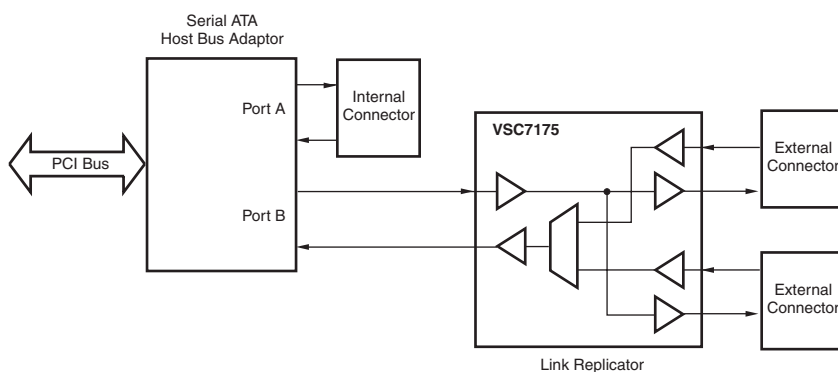 Serial ATA
Host Bus Adaptor
Port A
Internal
Connector
PCI Bus
Port B
VSC7175
External
Connector
External
Connector
Link Replicator